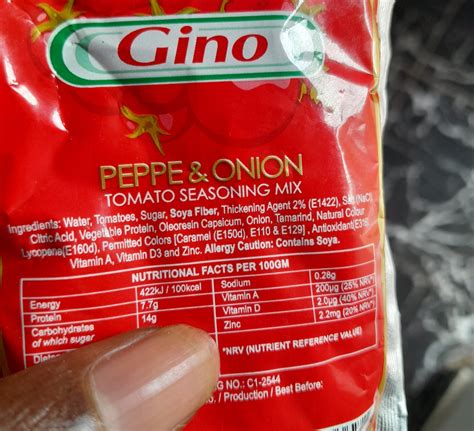 Gino
PEPPE & ONION
TOMATO SEASONING MIX
Ingredients: Water, Tomatoes, Sugar, Soya Fiber, Thickening Agent 2% (E1422), Salt (NaCl),
Citric Acid, Vegetable Protein, Oleoresin Capsicum, Onion, Tamarind, Natural Colour
Lycopene(E160d), Permitted Colors [Caramel (E150d), E110 & E129] , Antioxidant(E316)
Vitamin A, Vitamin D3 and Zinc. Allergy Caution: Contains Soya.
NUTRITIONAL FACTS PER 100GM
Energy 422kJ / 100kcal Sodium 0.28g
Protein 7.7g Vitamin A 200µg (25% NRV*)
Carbohydrates 14g Vitamin D 2.0µg (40% NRV*)
of which sugar Zinc 2.2mg (20% NRV*)
*NRV (NUTRIENT REFERENCE VALUE)
G NO.: C1-2544
/ Production / Best Before: